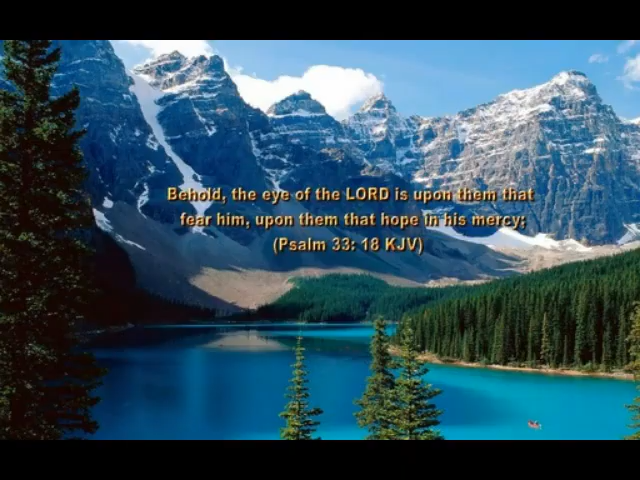 Behold, the eye of the LORD is upon them that
fear him, upon them that hope in his mercy;
(Psalm 33: 18 KJV)